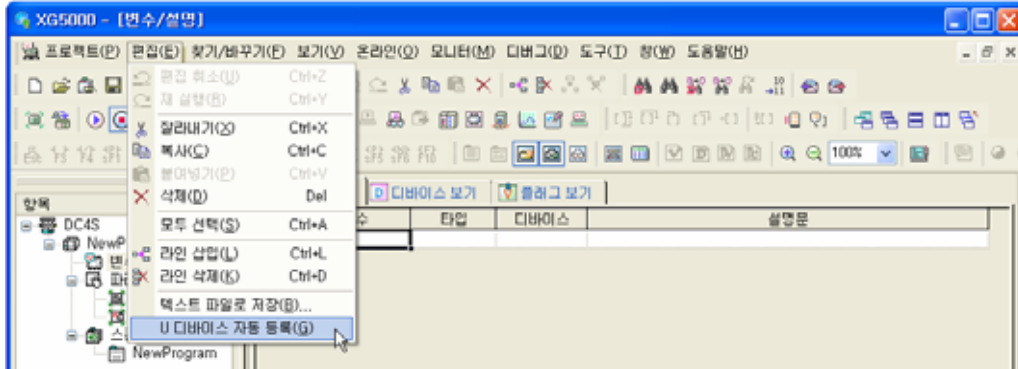 XG5000 - [변수/설명]
프로젝트(P) 편집(E) 찾기/바꾸기(F) 보기(V) 온라인(O) 모니터(M) 디버그(D) 도구(T) 창(W) 도움말(H)
편집 취소(U) Ctrl+Z
재 실행(R) Ctrl+Y
잘라내기(X) Ctrl+X
복사(C) Ctrl+C
100%
붙여넣기(P) Ctrl+V
항목
삭제(D) Del
디바이스 보기
플래그 보기
DC4S
모두 선택(S) Ctrl+A
수
타입
디바이스
설명문
NewP
라인 삽입(L) Ctrl+L
변
라인 삭제(K) Ctrl+D
텍스트 파일로 저장(B)...
U 디바이스 자동 등록(G)
스
NewProgram